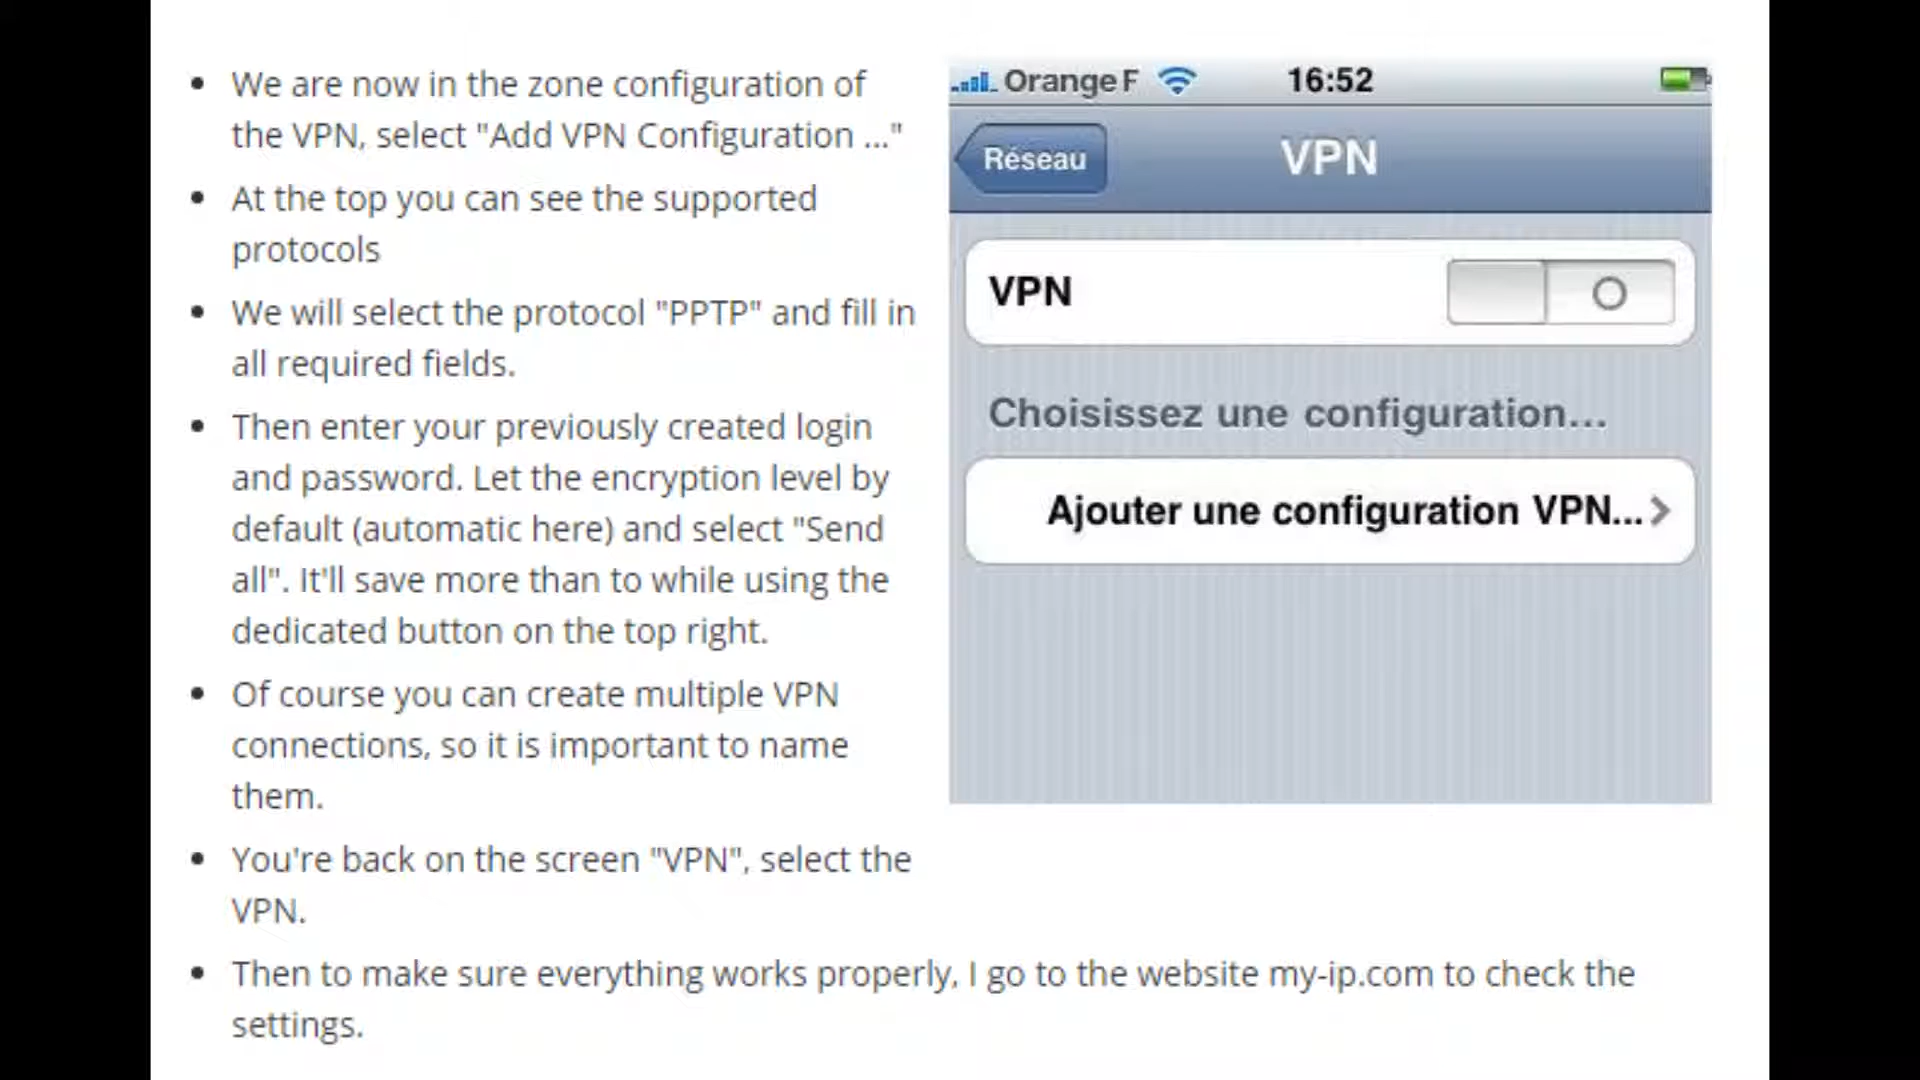 We are now in the zone configuration of
the VPN, select "Add VPN Configuration ..."
At the top you can see the supported
protocols
We will select the protocol "PPTP" and fill in
all required fields.
Then enter your previously created login
and password. Let the encryption level by
default (automatic here) and select "Send
all". It'll save more than to while using the
dedicated button on the top right.
Of course you can create multiple VPN
connections, so it is important to name
them.
You're back on the screen "VPN", select the
VPN.
Then to make sure everything works properly, I go to the website my-ip.com to check the
settings.
Orange F 16:52
Réseau VPN
VPN
Choisissez une configuration...
Ajouter une configuration VPN...